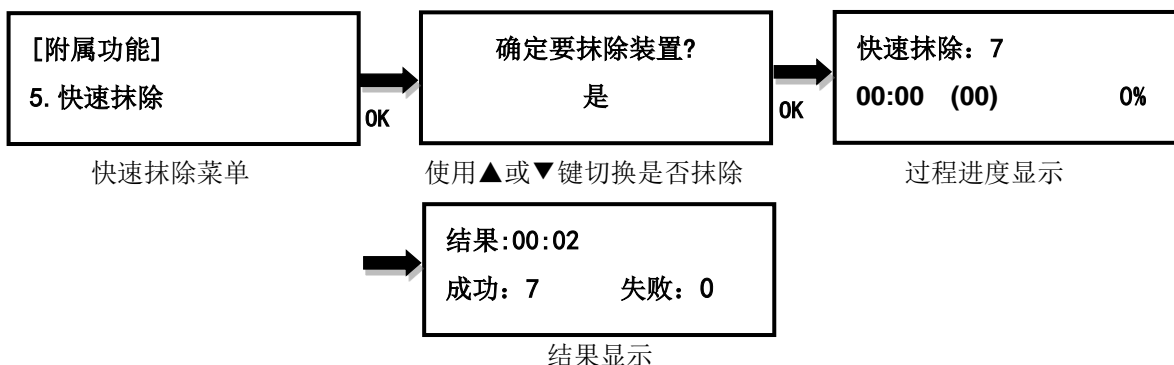 [附属功能]
5.快速抹除
OK
确定要抹除装置?
是
OK
快速抹除：7
00:00 (00) 0%
快速抹除菜单
使用▲或▼键切换是否抹除
过程进度显示
结果:00:02
成功：7 失败：0
结果显示